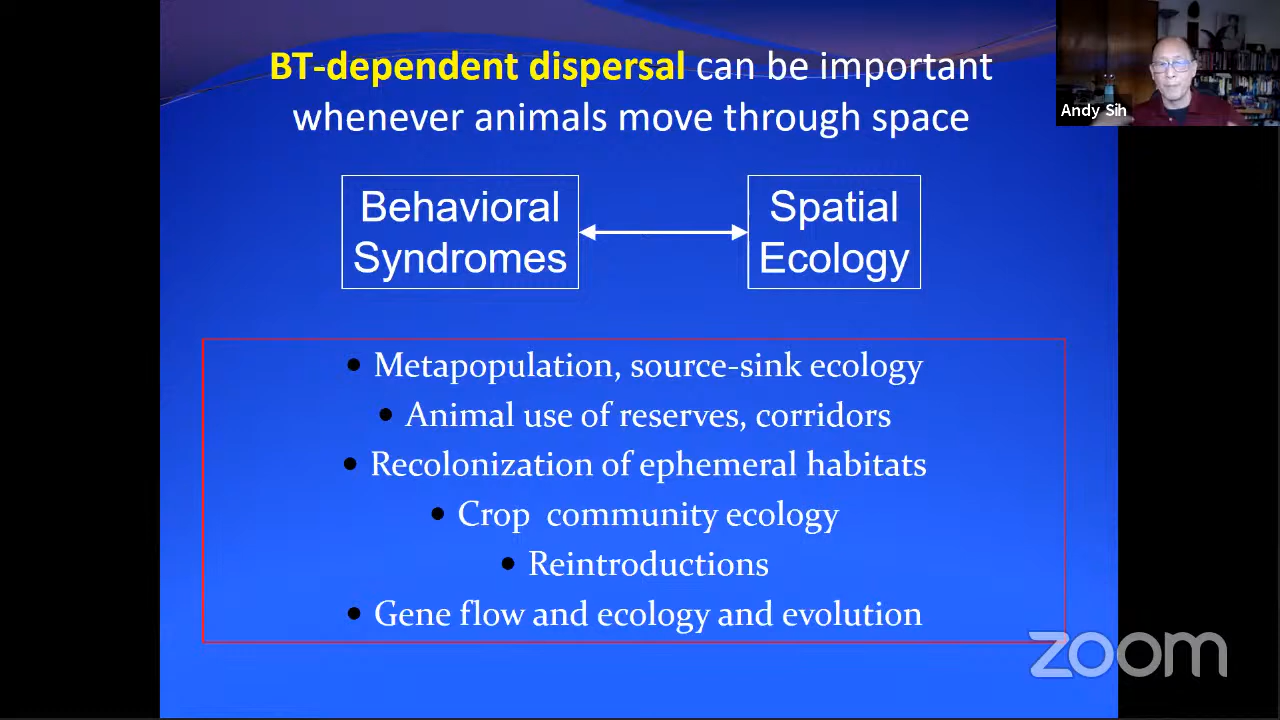 BT-dependent dispersal can be important
whenever animals move through space
Andy Sih
Behavioral
Syndromes
Spatial
Ecology
• Metapopulation, source-sink ecology
• Animal use of reserves, corridors
• Recolonization of ephemeral habitats
• Crop  community ecology
• Reintroductions
• Gene flow and ecology and evolution
zoom